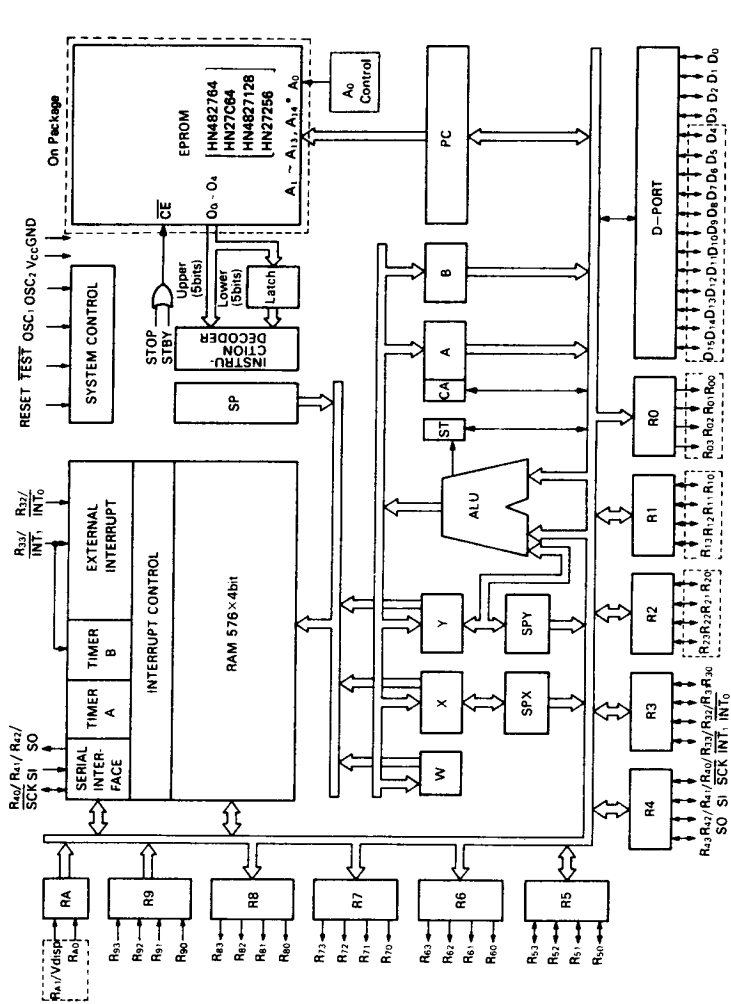 RESET TEST OSC1 OSC2 VCC GND
SYSTEM CONTROL
STOP
STBY
On Package
CE
EPROM
HN482764
HN27C64
HN4827128
HN27256
O0 ~ O4
A1 ~ A13, A14 * A0
A0 Control
Upper (5bits)
Lower (5bits)
Latch
INSTRU-
CTION
DECODER
SP
PC
R33/INT1
R32/INT0
EXTERNAL INTERRUPT
TIMER B
TIMER A
SERIAL INTER-FACE
INTERRUPT CONTROL
RAM 576×4bit
R40/SCK
R41/SI
R42/SO
B
A
CA
ST
ALU
Y
SPY
X
SPX
W
D-PORT
D15 D14 D13 D12 D11 D10 D9 D8 D7 D6 D5 D4 D3 D2 D1 D0
R0
R03 R02 R01 R00
R1
R13 R12 R11 R10
R2
R23 R22 R21 R20
R3
R33/INT1 R32/INT0 R31 R30
R4
R43 R42/SO R41/SI R40/SCK
RA
RA1/Vdisp
RA0
R9
R93
R92
R91
R90
R8
R83
R82
R81
R80
R7
R73
R72
R71
R70
R6
R63
R62
R61
R60
R5
R53
R52
R51
R50